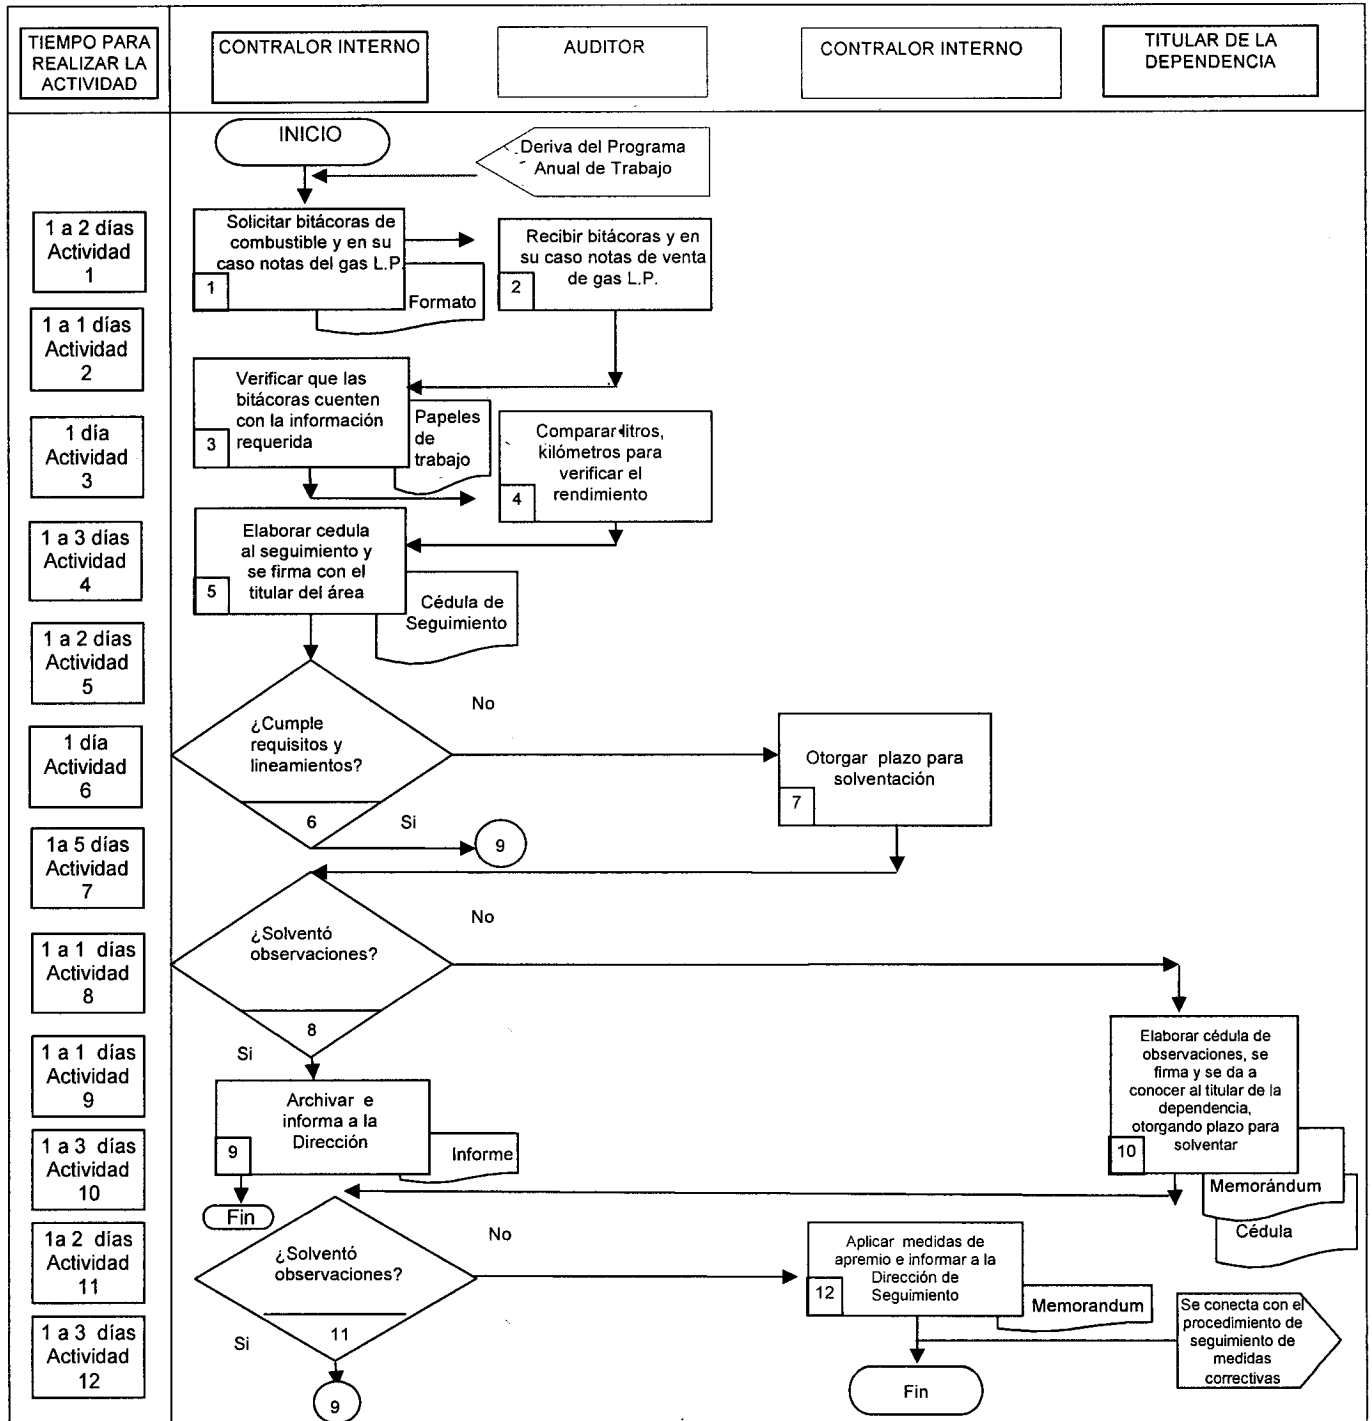 TIEMPO PARA
REALIZAR LA
ACTIVIDAD
CONTRALOR INTERNO
AUDITOR
CONTRALOR INTERNO
TITULAR DE LA
DEPENDENCIA
INICIO
Deriva del Programa
Anual de Trabajo
1 a 2 días
Actividad
1
Solicitar bitácoras de
combustible y en su
caso notas del gas L.P
1
Formato
Recibir bitácoras y en
su caso notas de venta
de gas L.P.
2
1 a 1 días
Actividad
2
Verificar que las
bitácoras cuenten
con la información
requerida
3
Papeles
de
trabajo
Comparar litros,
kilómetros para
verificar el
rendimiento
4
1 día
Actividad
3
1 a 3 días
Actividad
4
Elaborar cedula
al seguimiento y
se firma con el
titular del área
5
Cédula de
Seguimiento
1 a 2 días
Actividad
5
¿Cumple
requisitos y
lineamientos?
6
No
Si
9
Otorgar plazo para
solventación
7
1 día
Actividad
6
1a 5 días
Actividad
7
¿Solventó
observaciones?
8
No
Si
1 a 1 días
Actividad
8
Elaborar cédula de
observaciones, se
firma y se da a
conocer al titular de la
dependencia,
otorgando plazo para
solventar
10
Memorándum
Cédula
1 a 1 días
Actividad
9
Archivar e
informa a la
Dirección
9
Informe
Fin
1 a 3 días
Actividad
10
¿Solventó
observaciones?
11
No
Si
9
1a 2 días
Actividad
11
Aplicar medidas de
apremio e informar a la
Dirección de
Seguimiento
12
Memorandum
Se conecta con el
procedimiento de
seguimiento de
medidas
correctivas
Fin
1 a 3 días
Actividad
12